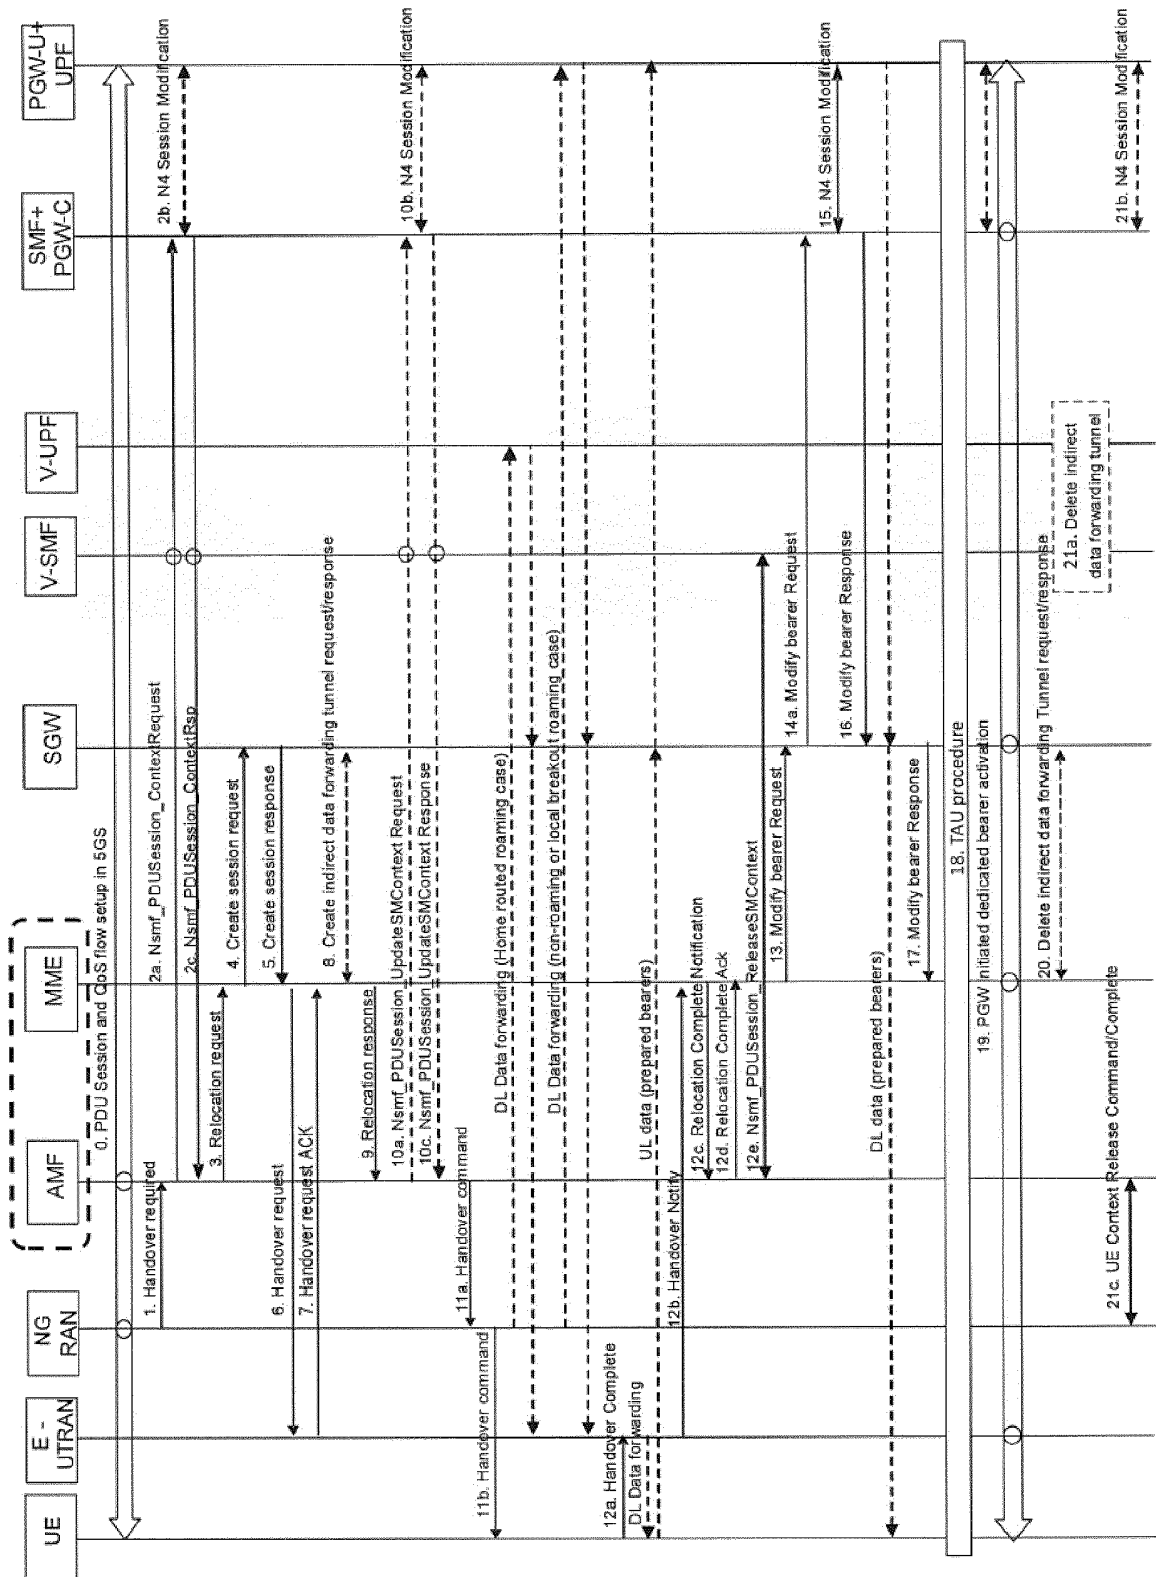 UE
E -
UTRAN
NG
RAN
AMF
MME
SGW
V-SMF
V-UPF
SMF+
PGW-C
PGW-U+
UPF
0. PDU Session and QoS flow setup in 5GS
1. Handover required
2a. Nsmf_PDUSession_ContextRequest
2b. N4 Session Modification
2c. Nsmf_PDUSession_ContextRsp
3. Relocation request
4. Create session request
5. Create session response
6. Handover request
7. Handover request ACK
8. Create indirect data forwarding tunnel request/response
9. Relocation response
10a. Nsmf_PDUSession_UpdateSMContext Request
10b. N4 Session Modification
10c. Nsmf_PDUSession_UpdateSMContext Response
11a. Handover command
11b. Handover command
DL Data forwarding (Home routed roaming case)
DL Data forwarding (non-roaming or local breakout roaming case)
12a. Handover Complete
DL Data forwarding
UL data (prepared bearers)
12b. Handover Notify
12c. Relocation Complete Notification
12d. Relocation Complete Ack
12e. Nsmf_PDUSession_ReleaseSMContext
13. Modify bearer Request
14a. Modify bearer Request
15. N4 Session Modification
16. Modify bearer Response
DL data (prepared bearers)
17. Modify bearer Response
18. TAU procedure
19. PGW initiated dedicated bearer activation
20. Delete indirect data forwarding Tunnel request/response
21a. Delete indirect
data forwarding tunnel
21b. N4 Session Modification
21c. UE Context Release Command/Complete